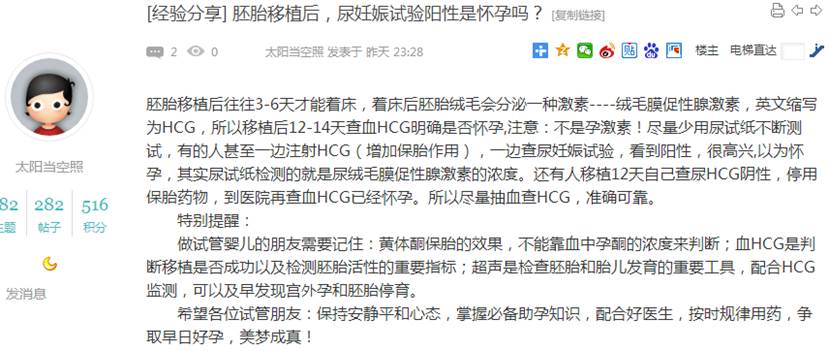 [经验分享] 胚胎移植后，尿妊娠试验阳性是怀孕吗？ [复制链接]
2 0 太阳当空照 发表于 昨天 23:28 楼主 电梯直达
胚胎移植后往往3-6天才能着床，着床后胚胎绒毛会分泌一种激素----绒毛膜促性腺激素，英文缩写
为HCG，所以移植后12-14天查血HCG明确是否怀孕,注意：不是孕激素！尽量少用尿试纸不断测
试，有的人甚至一边注射HCG（增加保胎作用），一边查尿妊娠试验，看到阳性，很高兴,以为怀
孕，其实尿试纸检测的就是尿绒毛膜促性腺激素的浓度。还有人移植12天自己查尿HCG阴性，停用
保胎药物，到医院再查血HCG已经怀孕。所以尽量抽血查HCG，准确可靠。
特别提醒：
做试管婴儿的朋友需要记住：黄体酮保胎的效果，不能靠血中孕酮的浓度来判断；血HCG是判
断移植是否成功以及检测胚胎活性的重要指标；超声是检查胚胎和胎儿发育的重要工具，配合HCG
监测，可以及早发现宫外孕和胚胎停育。
希望各位试管朋友：保持安静平和心态，掌握必备助孕知识，配合好医生，按时规律用药，争
取早日好孕，美梦成真！
太阳当空照
82 282 516
主题 帖子 积分
发消息